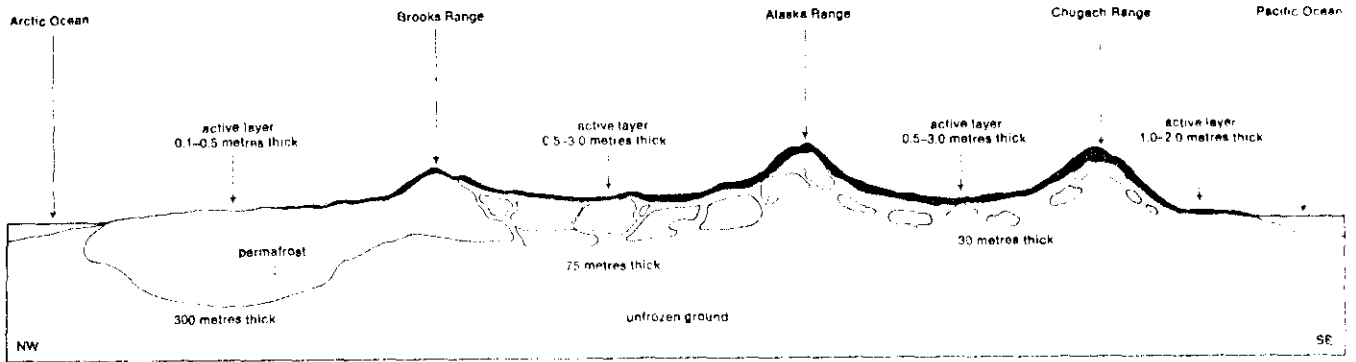 Arctic Ocean
Brooks Range
Alaska Range
Chugach Range
Pacific Ocean
active layer
0.1–0.5 metres thick
active layer
0.5–3.0 metres thick
active layer
0.5–3.0 metres thick
active layer
1.0–2.0 metres thick
permafrost
300 metres thick
75 metres thick
30 metres thick
unfrozen ground
NW
SE